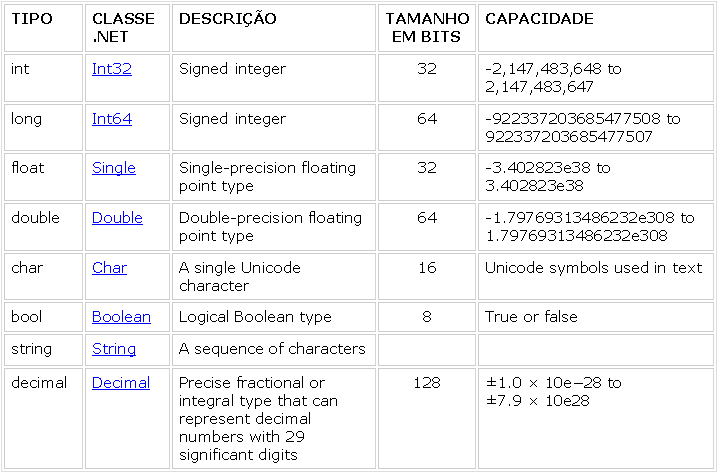 TIPO CLASSE .NET DESCRIÇÃO TAMANHO EM BITS CAPACIDADE
int Int32 Signed integer 32 -2,147,483,648 to
2,147,483,647
long Int64 Signed integer 64 -922337203685477508 to
922337203685477507
float Single Single-precision floating 32 -3.402823e38 to
point type 3.402823e38
double Double Double-precision floating 64 -1.79769313486232e308 to
point type 1.79769313486232e308
char Char A single Unicode 16 Unicode symbols used in text
character
bool Boolean Logical Boolean type 8 True or false
string String A sequence of characters
decimal Decimal Precise fractional or 128 ±1.0 × 10e−28 to
integral type that can ±7.9 × 10e28
represent decimal
numbers with 29
significant digits